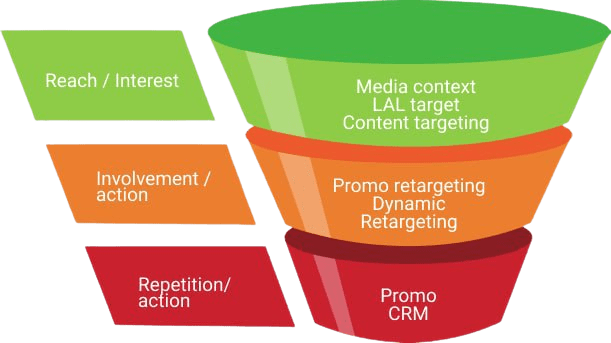 Reach / Interest
Media context
LAL target
Content targeting
Involvement /
action
Promo retargeting
Dynamic
Retargeting
Repetition/
action
Promo
CRM